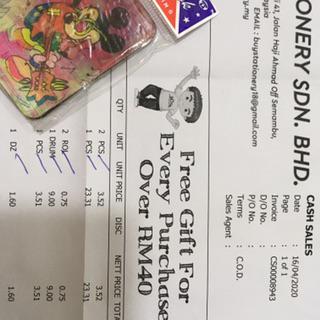 ONERY SDN. BHD.
41, Jalan Haji Ahmad Off Semambu,
EMAIL : buystationery18@gmail.com
y.my
CASH SALES
Date : 16/04/2020
Page : 1 of 1
Invoice : CS00008943
D/O No. :
P/O No. :
Terms : C.O.D.
Sales Agent :
Free Gift For
Every Purchase
Over RM40
QTY UNIT UNIT PRICE DISC NETT PRICE TOT
2 PCS 3.52 3.52
1 PCS 23.31 23.31
2 ROL 0.75 0.75
1 DRUM 9.00 9.00
1 PCS 3.51 3.51
1 DZ 1.60 1.60